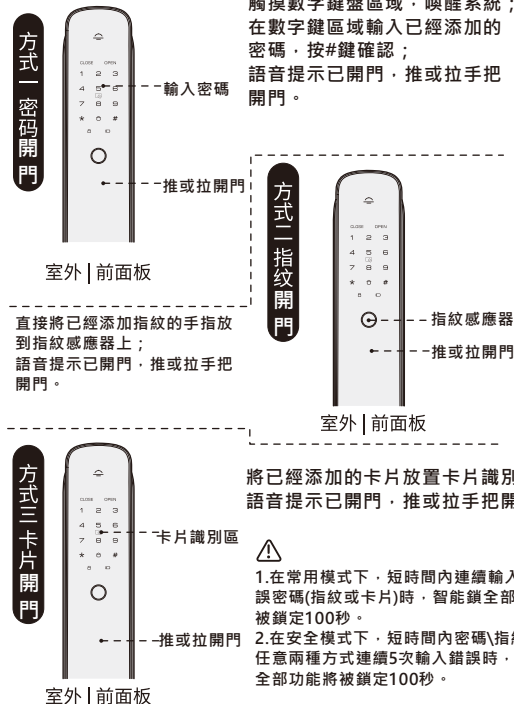 方式一 密码開門
CLOSE OPEN
1 2 3
4 5 6
7 8 9
* 0 #
輸入密碼
推或拉開門
室外 | 前面板
觸摸數字鍵盤區域，喚醒系統；
在數字鍵區域輸入已經添加的
密碼，按#鍵確認；
語音提示已開門，推或拉手把
開門。
方式二 指纹開門
CLOSE OPEN
1 2 3
4 5 6
7 8 9
* 0 #
指紋感應器
推或拉開門
室外 | 前面板
直接將已經添加指紋的手指放
到指紋感應器上；
語音提示已開門，推或拉手把
開門。
方式三 卡片開門
CLOSE OPEN
1 2 3
4 5 6
7 8 9
* 0 #
卡片識別區
推或拉開門
室外 | 前面板
將已經添加的卡片放置卡片識別
語音提示已開門，推或拉手把開
1.在常用模式下，短時間內連續輸入
誤密碼(指紋或卡片)時，智能鎖全部
被鎖定100秒。
2.在安全模式下，短時間內密碼\指紋
任意兩種方式連續5次輸入錯誤時，
全部功能將被鎖定100秒。